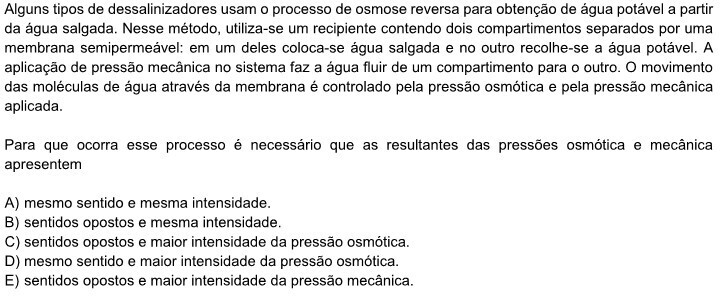 Alguns tipos de dessalinizadores usam o processo de osmose reversa para obtenção de água potável a partir
da água salgada. Nesse método, utiliza-se um recipiente contendo dois compartimentos separados por uma
membrana semipermeável: em um deles coloca-se água salgada e no outro recolhe-se a água potável. A
aplicação de pressão mecânica no sistema faz a água fluir de um compartimento para o outro. O movimento
das moléculas de água através da membrana é controlado pela pressão osmótica e pela pressão mecânica
aplicada.
Para que ocorra esse processo é necessário que as resultantes das pressões osmótica e mecânica
apresentem
A) mesmo sentido e mesma intensidade.
B) sentidos opostos e mesma intensidade.
C) sentidos opostos e maior intensidade da pressão osmótica.
D) mesmo sentido e maior intensidade da pressão osmótica.
E) sentidos opostos e maior intensidade da pressão mecânica.